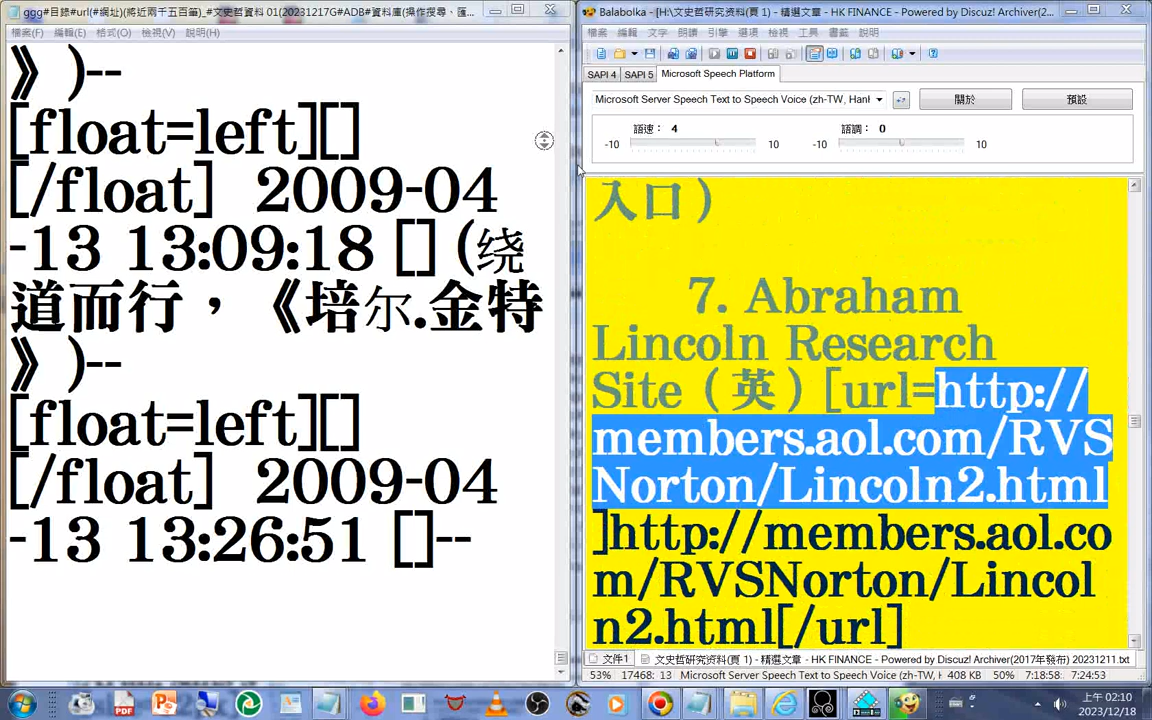 ggg#目錄#url(#網址)(將近兩千五百筆)_#文史哲資料 01(20231217G#ADB#資料庫(操作搜尋、匯...
檔案(F) 編輯(E) 格式(O) 檢視(V) 說明(H)
》)--
[float=left][]
[/float] 2009-04
-13 13:09:18 [] (绕
道而行，《培尔.金特
》)--
[float=left][]
[/float] 2009-04
-13 13:26:51 []--
Balabolka - [H:\文史哲研究资料(頁 1) - 精選文章 - HK FINANCE - Powered by Discuz! Archiver(2...
檔案 編輯 文字 朗讀 引擎 選項 檢視 工具 書籤 說明
SAPI 4 SAPI 5 Microsoft Speech Platform
Microsoft Server Speech Text to Speech Voice (zh-TW, Hanl
關於 預設
語速： 4 語調： 0
-10 10 -10 10
入口）
7. Abraham
Lincoln Research
Site（英）[url=http://
members.aol.com/RVS
Norton/Lincoln2.html
]http://members.aol.co
m/RVSNorton/Lincol
n2.html[/url]
文件1 文史哲研究资料(頁 1) - 精選文章 - HK FINANCE - Powered by Discuz! Archiver(2017年發布) 20231211.txt
53% 17468: 13 Microsoft Server Speech Text to Speech Voice (zh-TW, H 408 KB 50% 7:18:58 7:24:53
上午 02:10
2023/12/18